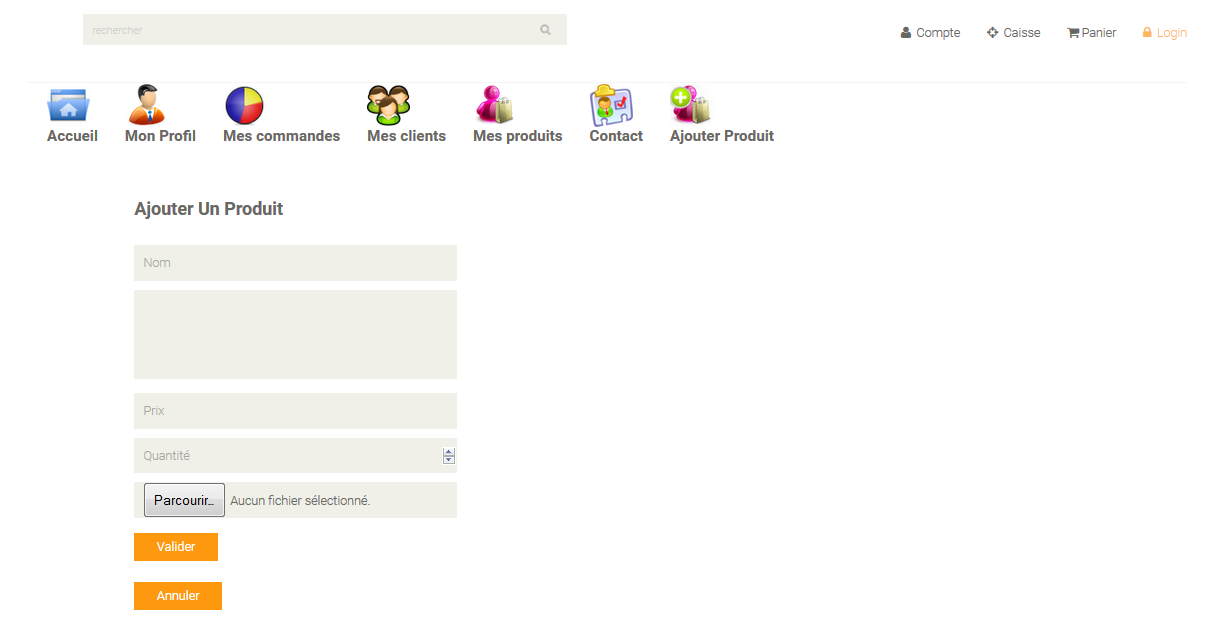 rechercher
Compte Caisse Panier Login
Accueil Mon Profil Mes commandes Mes clients Mes produits Contact Ajouter Produit
Ajouter Un Produit
Nom
Prix
Quantité
Parcourir... Aucun fichier sélectionné.
Valider
Annuler